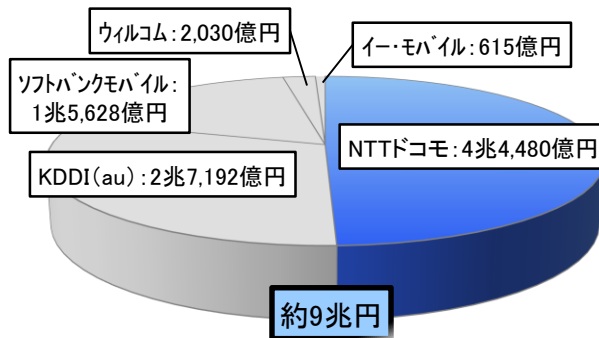 ウィルコム：2,030億円
イー・モバイル：615億円
ソフトバンクモバイル：
1兆5,628億円
NTTドコモ：4兆4,480億円
KDDI（au）：2兆7,192億円
約9兆円